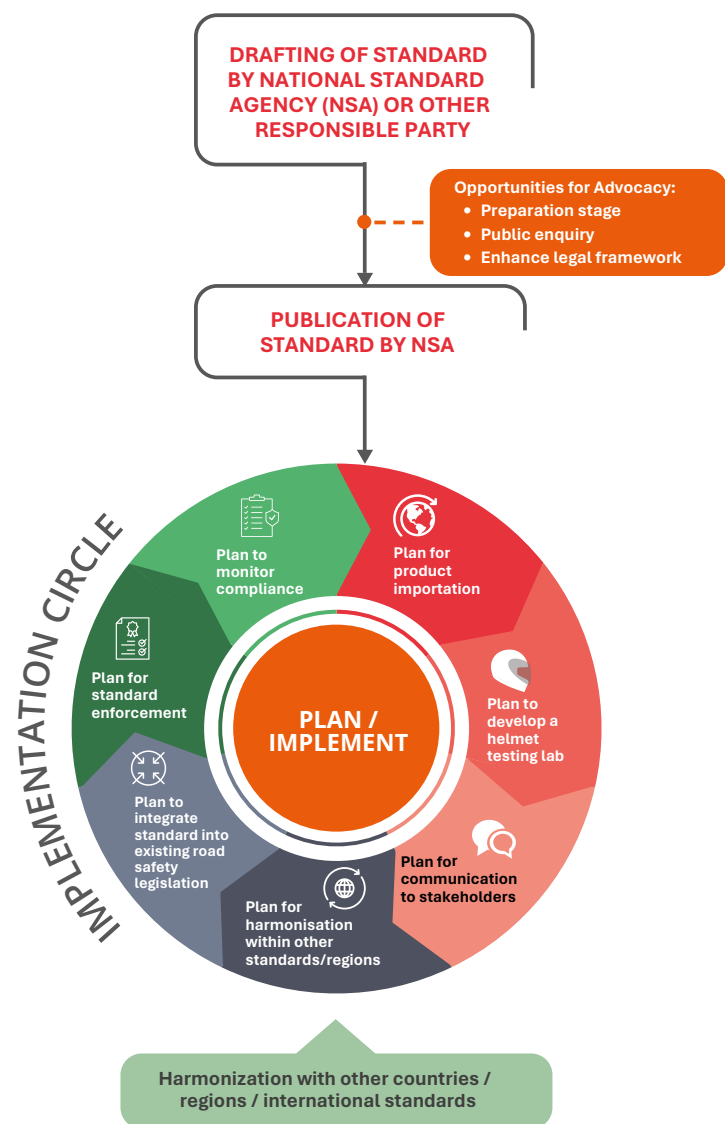 DRAFTING OF STANDARD
BY NATIONAL STANDARD
AGENCY (NSA) OR OTHER
RESPONSIBLE PARTY
Opportunities for Advocacy:
• Preparation stage
• Public enquiry
• Enhance legal framework
PUBLICATION OF
STANDARD BY NSA
IMPLEMENTATION CIRCLE
Plan to
monitor
compliance
Plan for
product
importation
Plan for
standard
enforcement
Plan to
develop a
helmet
testing lab
PLAN /
IMPLEMENT
Plan to
integrate
standard into
existing road
safety
legislation
Plan for
communication
to stakeholders
Plan for
harmonisation
within other
standards/regions
Harmonization with other countries /
regions / international standards